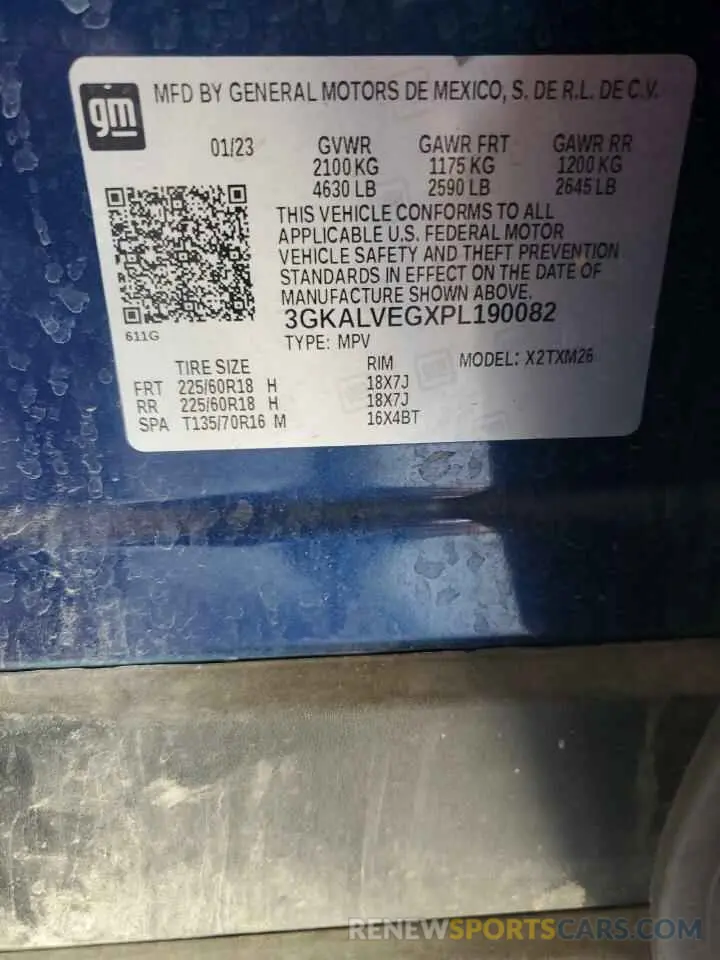 gm
MFD BY GENERAL MOTORS DE MEXICO, S. DE R.L. DE C.V.
01/23 GVWR GAWR FRT GAWR RR
2100 KG 1175 KG 1200 KG
4630 LB 2590 LB 2645 LB
THIS VEHICLE CONFORMS TO ALL
APPLICABLE U.S. FEDERAL MOTOR
VEHICLE SAFETY AND THEFT PREVENTION
STANDARDS IN EFFECT ON THE DATE OF
MANUFACTURE SHOWN ABOVE.
3GKALVEGXPL190082
611G
TYPE: MPV MODEL: X2TXM26
TIRE SIZE RIM
FRT 225/60R18 H 18X7J
RR 225/60R18 H 18X7J
SPA T135/70R16 M 16X4BT
RENEWSPORTSCARS.COM